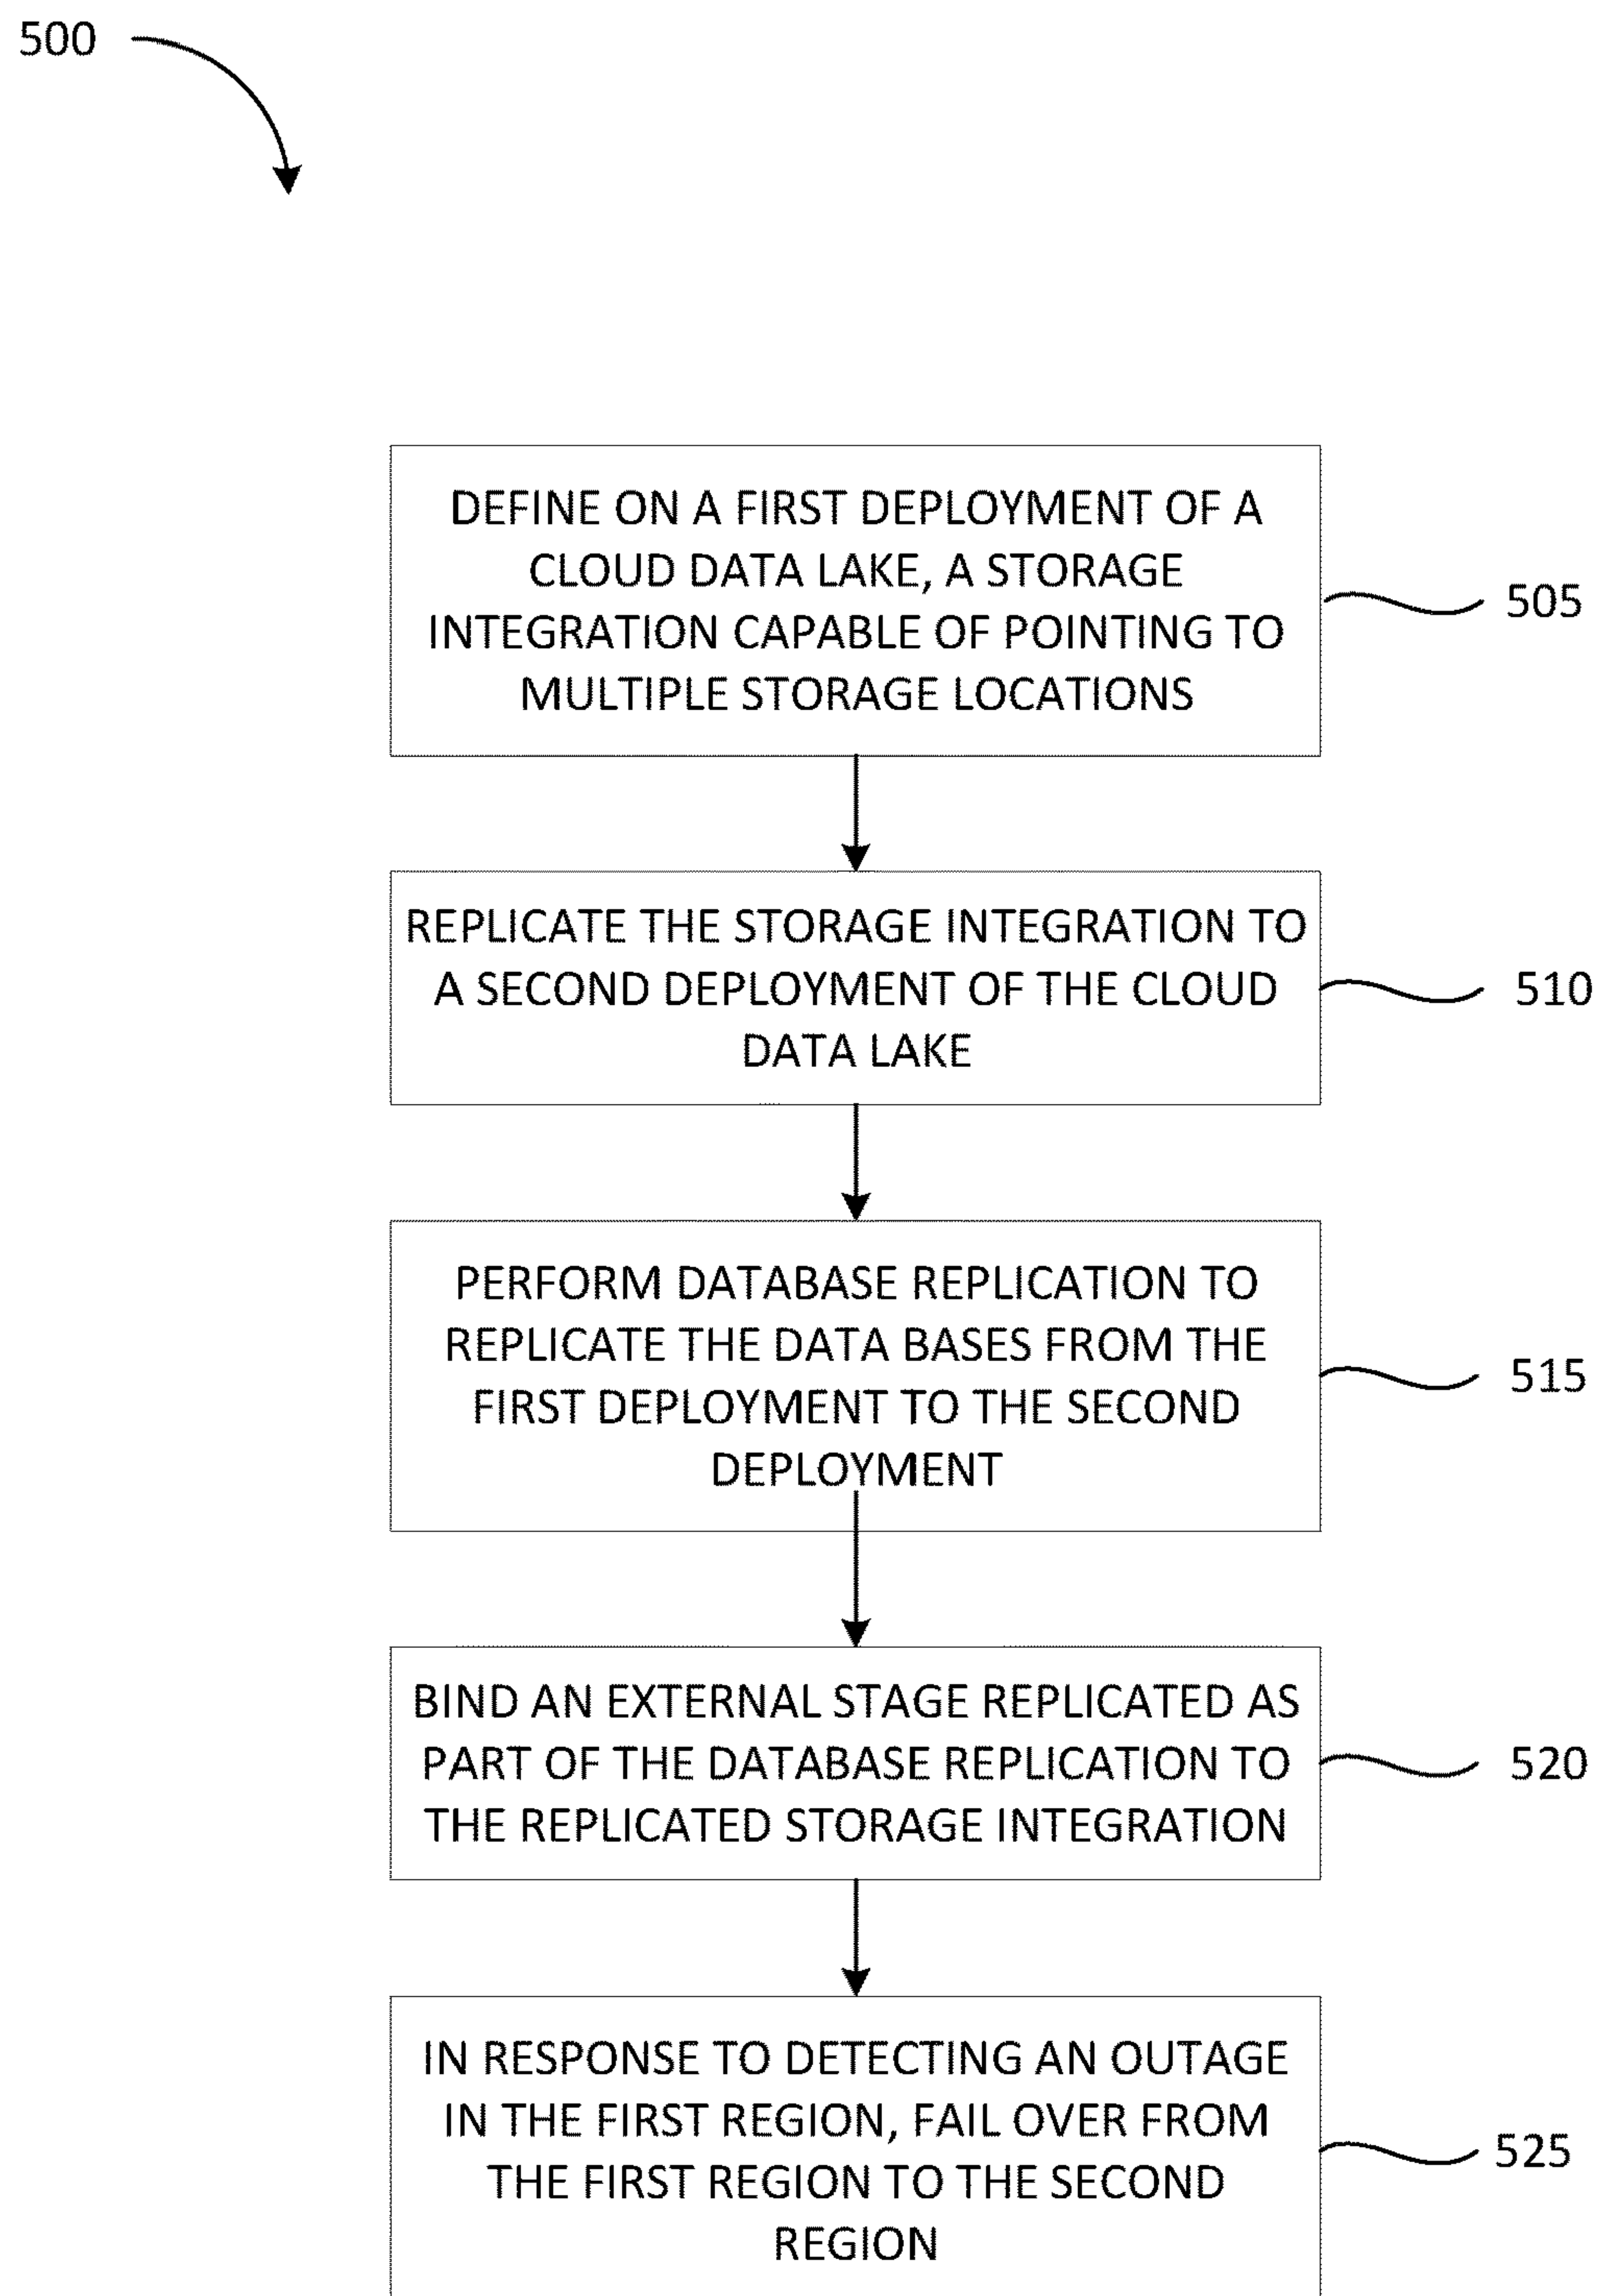 500
DEFINE ON A FIRST DEPLOYMENT OF A
CLOUD DATA LAKE, A STORAGE
INTEGRATION CAPABLE OF POINTING TO
MULTIPLE STORAGE LOCATIONS
505
REPLICATE THE STORAGE INTEGRATION TO
A SECOND DEPLOYMENT OF THE CLOUD
DATA LAKE
510
PERFORM DATABASE REPLICATION TO
REPLICATE THE DATA BASES FROM THE
FIRST DEPLOYMENT TO THE SECOND
DEPLOYMENT
515
BIND AN EXTERNAL STAGE REPLICATED AS
PART OF THE DATABASE REPLICATION TO
THE REPLICATED STORAGE INTEGRATION
520
IN RESPONSE TO DETECTING AN OUTAGE
IN THE FIRST REGION, FAIL OVER FROM
THE FIRST REGION TO THE SECOND
REGION
525